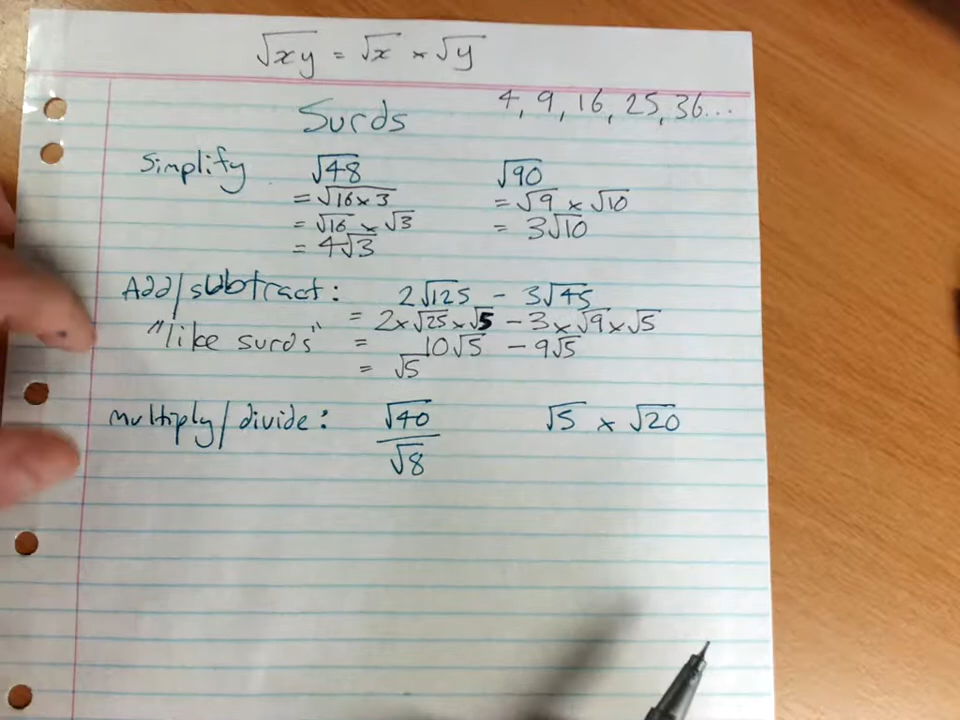 √xy = √x × √y
4, 9, 16, 25, 36...
Surds
Simplify √48 √90
= √16×3 = √9 × √10
= √16 × √3 = 3√10
= 4√3
Add/subtract: 2√125 - 3√45
= 2×√25×√5 - 3×√9×√5
"like surds" = 10√5 - 9√5
= √5
multiply/divide: √40/√8 √5 × √20